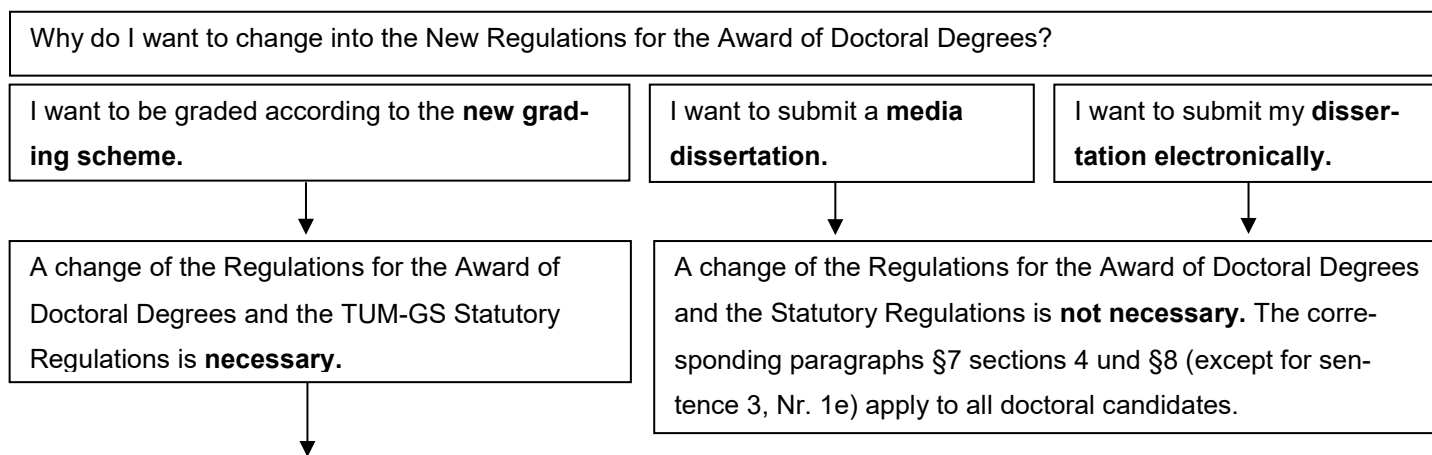 Why do I want to change into the New Regulations for the Award of Doctoral Degrees?
I want to be graded according to the new grad-
ing scheme.
I want to submit a media
dissertation.
I want to submit my disser-
tation electronically.
A change of the Regulations for the Award of
Doctoral Degrees and the TUM-GS Statutory
Regulations is necessary.
A change of the Regulations for the Award of Doctoral Degrees
and the Statutory Regulations is not necessary. The corre-
sponding paragraphs §7 sections 4 und §8 (except for sen-
tence 3, Nr. 1e) apply to all doctoral candidates.